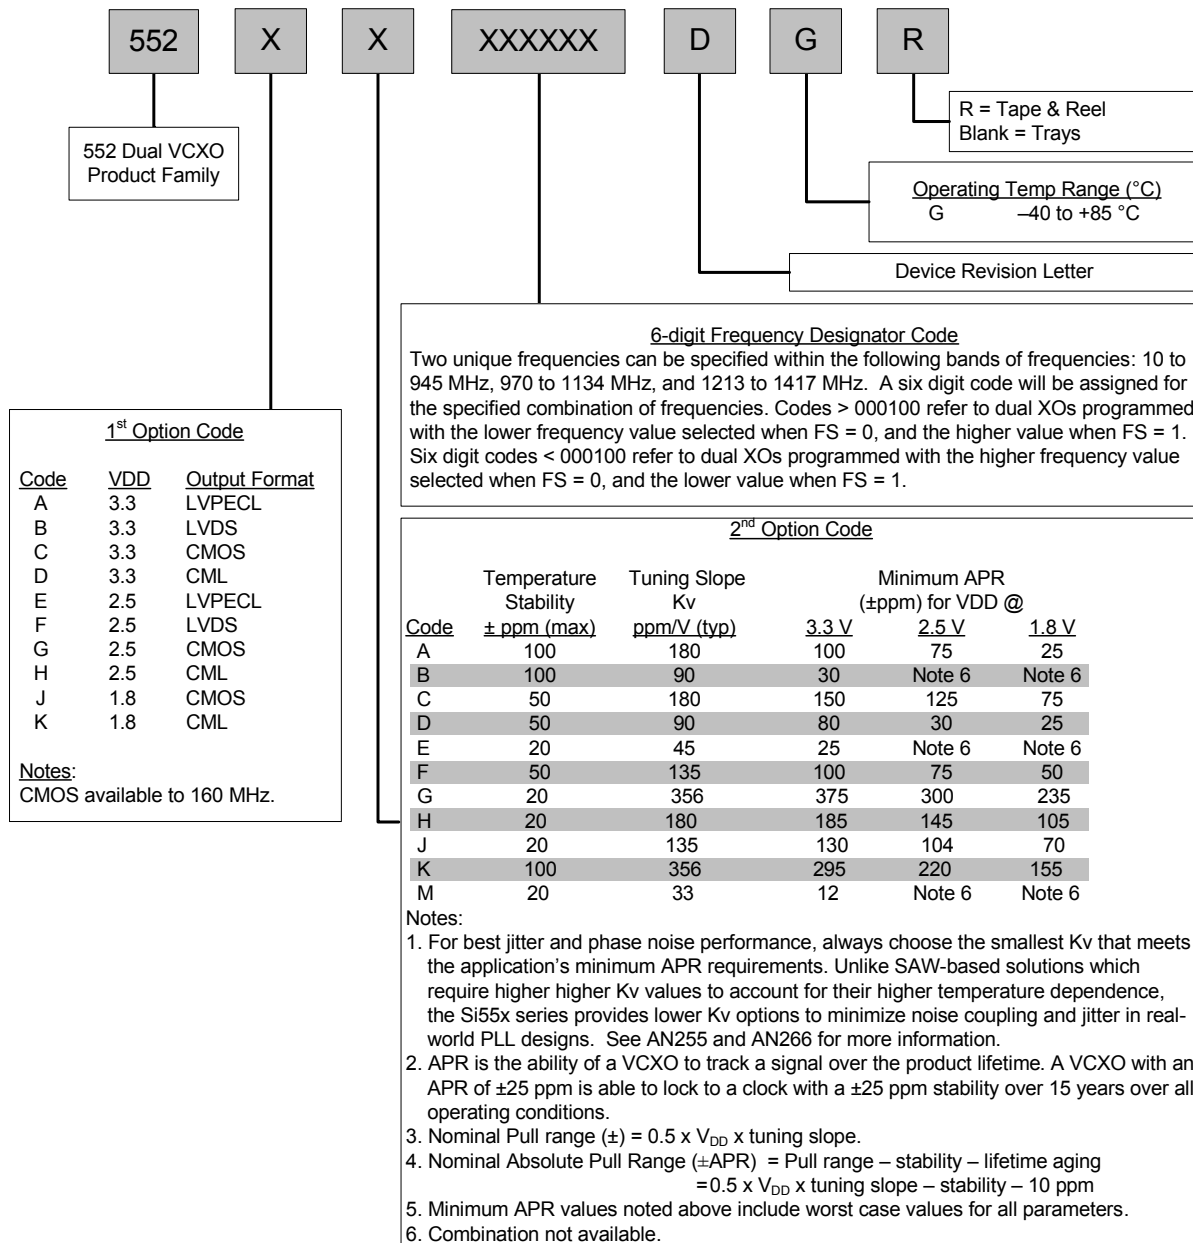 552 X X XXXXXX D G R
R = Tape & Reel
Blank = Trays
552 Dual VCXO
Product Family
Operating Temp Range (°C)
G –40 to +85 °C
Device Revision Letter
6-digit Frequency Designator Code
Two unique frequencies can be specified within the following bands of frequencies: 10 to
945 MHz, 970 to 1134 MHz, and 1213 to 1417 MHz. A six digit code will be assigned for
the specified combination of frequencies. Codes > 000100 refer to dual XOs programmed
with the lower frequency value selected when FS = 0, and the higher value when FS = 1.
Six digit codes < 000100 refer to dual XOs programmed with the higher frequency value
selected when FS = 0, and the lower value when FS = 1.
1st Option Code
Code VDD Output Format
A 3.3 LVPECL
B 3.3 LVDS
C 3.3 CMOS
D 3.3 CML
E 2.5 LVPECL
F 2.5 LVDS
G 2.5 CMOS
H 2.5 CML
J 1.8 CMOS
K 1.8 CML
Notes:
CMOS available to 160 MHz.
2nd Option Code
Temperature Tuning Slope Minimum APR
Stability Kv (±ppm) for VDD @
Code ± ppm (max) ppm/V (typ) 3.3 V 2.5 V 1.8 V
A 100 180 100 75 25
B 100 90 30 Note 6 Note 6
C 50 180 150 125 75
D 50 90 80 30 25
E 20 45 25 Note 6 Note 6
F 50 135 100 75 50
G 20 356 375 300 235
H 20 180 185 145 105
J 20 135 130 104 70
K 100 356 295 220 155
M 20 33 12 Note 6 Note 6
Notes:
1. For best jitter and phase noise performance, always choose the smallest Kv that meets
the application's minimum APR requirements. Unlike SAW-based solutions which
require higher higher Kv values to account for their higher temperature dependence,
the Si55x series provides lower Kv options to minimize noise coupling and jitter in real-
world PLL designs. See AN255 and AN266 for more information.
2. APR is the ability of a VCXO to track a signal over the product lifetime. A VCXO with an
APR of ±25 ppm is able to lock to a clock with a ±25 ppm stability over 15 years over all
operating conditions.
3. Nominal Pull range (±) = 0.5 x VDD x tuning slope.
4. Nominal Absolute Pull Range (±APR) = Pull range – stability – lifetime aging
=0.5 x VDD x tuning slope – stability – 10 ppm
5. Minimum APR values noted above include worst case values for all parameters.
6. Combination not available.